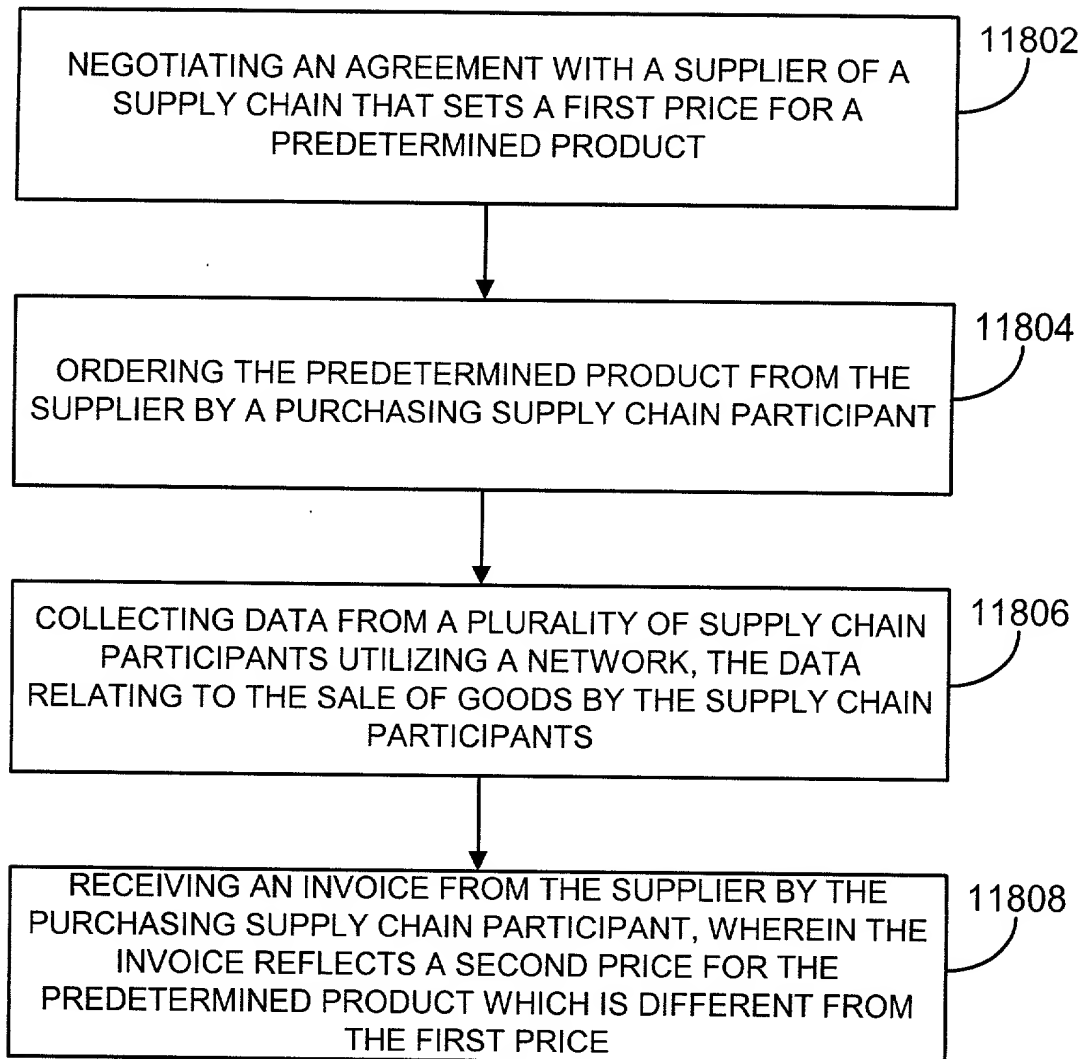 11802
NEGOTIATING AN AGREEMENT WITH A SUPPLIER OF A
SUPPLY CHAIN THAT SETS A FIRST PRICE FOR A
PREDETERMINED PRODUCT
11804
ORDERING THE PREDETERMINED PRODUCT FROM THE
SUPPLIER BY A PURCHASING SUPPLY CHAIN PARTICIPANT
11806
COLLECTING DATA FROM A PLURALITY OF SUPPLY CHAIN
PARTICIPANTS UTILIZING A NETWORK, THE DATA
RELATING TO THE SALE OF GOODS BY THE SUPPLY CHAIN
PARTICIPANTS
11808
RECEIVING AN INVOICE FROM THE SUPPLIER BY THE
PURCHASING SUPPLY CHAIN PARTICIPANT, WHEREIN THE
INVOICE REFLECTS A SECOND PRICE FOR THE
PREDETERMINED PRODUCT WHICH IS DIFFERENT FROM
THE FIRST PRICE